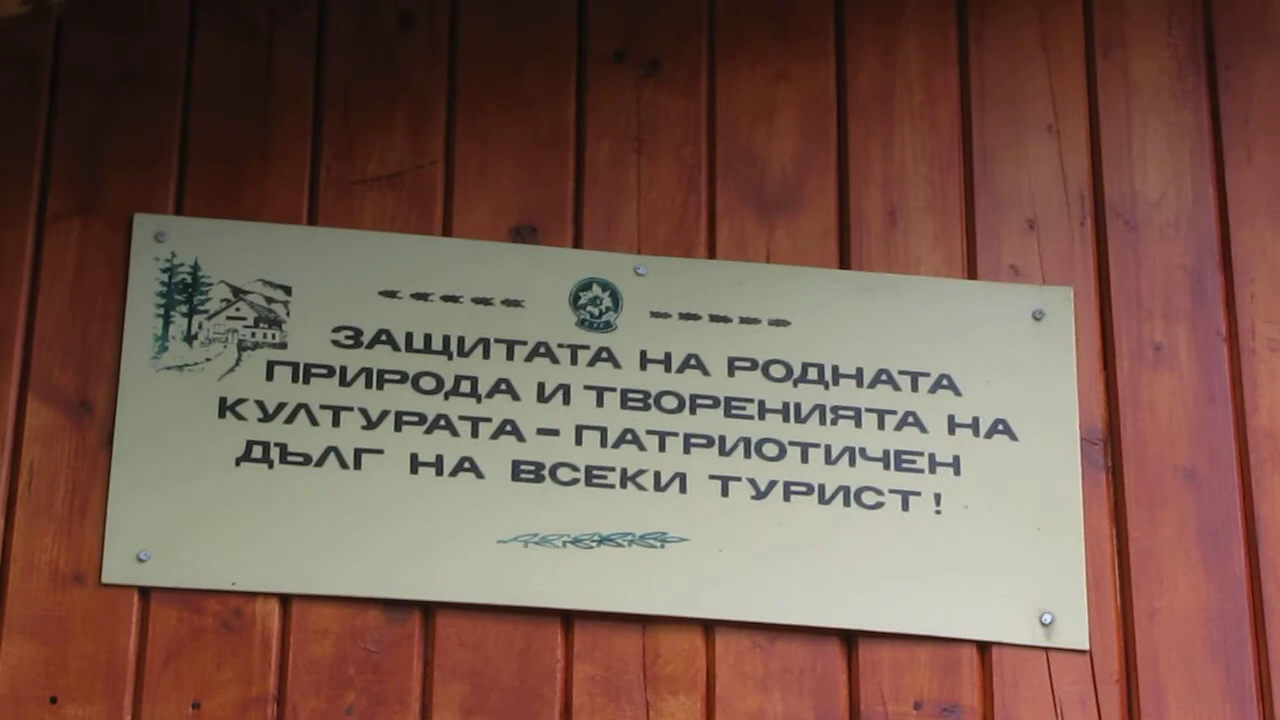 ЗАЩИТАТА НА РОДНАТА
ПРИРОДА И ТВОРЕНИЯТА НА
КУЛТУРАТА - ПАТРИОТИЧЕН
ДЪЛГ НА ВСЕКИ ТУРИСТ!